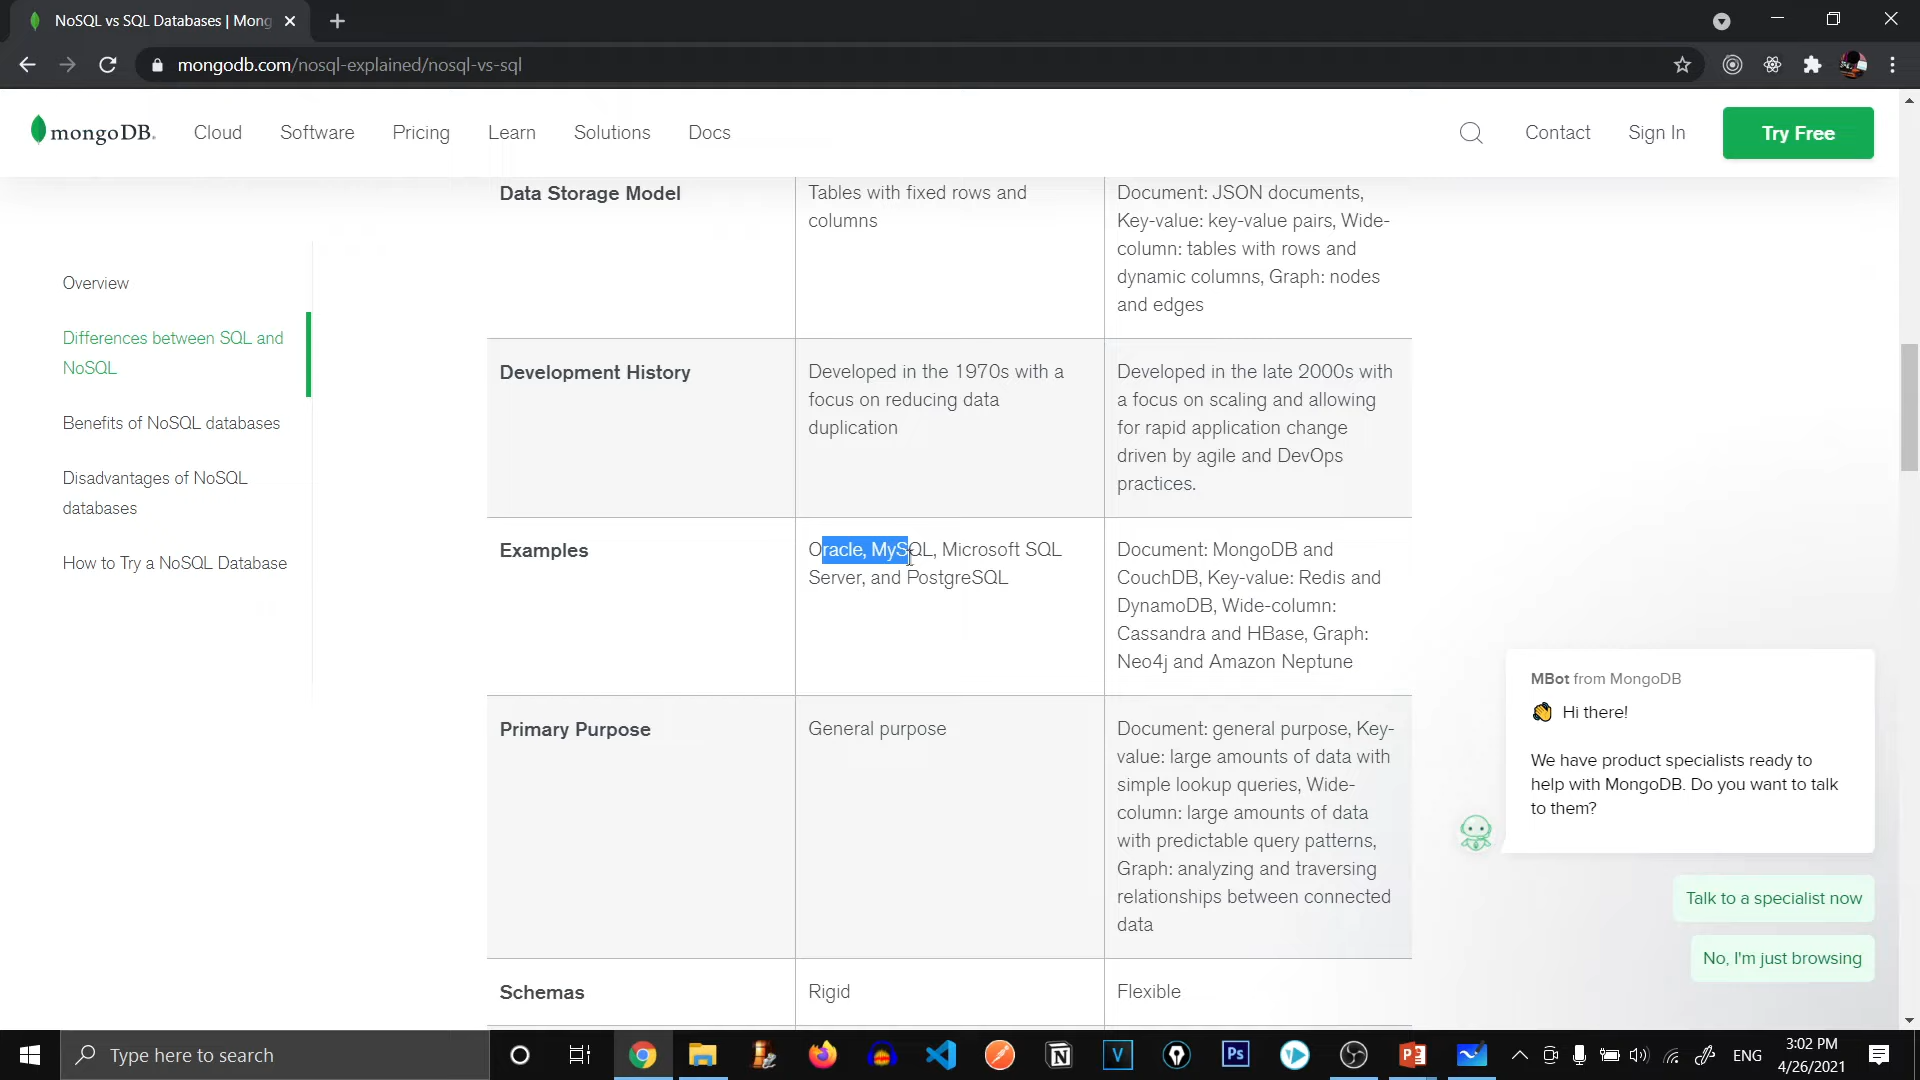 NoSQL vs SQL Databases | Mong
mongodb.com/nosql-explained/nosql-vs-sql
mongoDB.
Cloud
Software
Pricing
Learn
Solutions
Docs
Contact
Sign In
Try Free
Overview
Differences between SQL and
NoSQL
Benefits of NoSQL databases
Disadvantages of NoSQL
databases
How to Try a NoSQL Database
Data Storage Model
Tables with fixed rows and
columns
Document: JSON documents,
Key-value: key-value pairs, Wide-
column: tables with rows and
dynamic columns, Graph: nodes
and edges
Development History
Developed in the 1970s with a
focus on reducing data
duplication
Developed in the late 2000s with
a focus on scaling and allowing
for rapid application change
driven by agile and DevOps
practices.
Examples
Oracle, MySQL, Microsoft SQL
Server, and PostgreSQL
Document: MongoDB and
CouchDB, Key-value: Redis and
DynamoDB, Wide-column:
Cassandra and HBase, Graph:
Neo4j and Amazon Neptune
Primary Purpose
General purpose
Document: general purpose, Key-
value: large amounts of data with
simple lookup queries, Wide-
column: large amounts of data
with predictable query patterns,
Graph: analyzing and traversing
relationships between connected
data
Schemas
Rigid
Flexible
MBot from MongoDB
👋 Hi there!
We have product specialists ready to
help with MongoDB. Do you want to talk
to them?
Talk to a specialist now
No, I'm just browsing
Type here to search
N
V
Ps
P
ENG
3:02 PM
4/26/2021